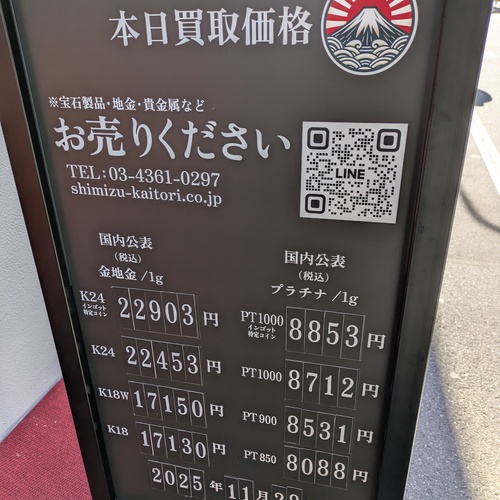 本日買取価格
※宝石製品・地金・貴金属など
お売りください
TEL:03-4361-0297
shimizu-kaitori.co.jp
LINE
国内公表
(税込)
金地金/1g
K24
インゴット
特定コイン
22903円
K24 22453円
K18W 17150円
K18 17130円
国内公表
(税込)
プラチナ/1g
PT1000
インゴット
特定コイン
8853円
PT1000 8712円
PT900 8531円
PT850 8088円
2025年11月